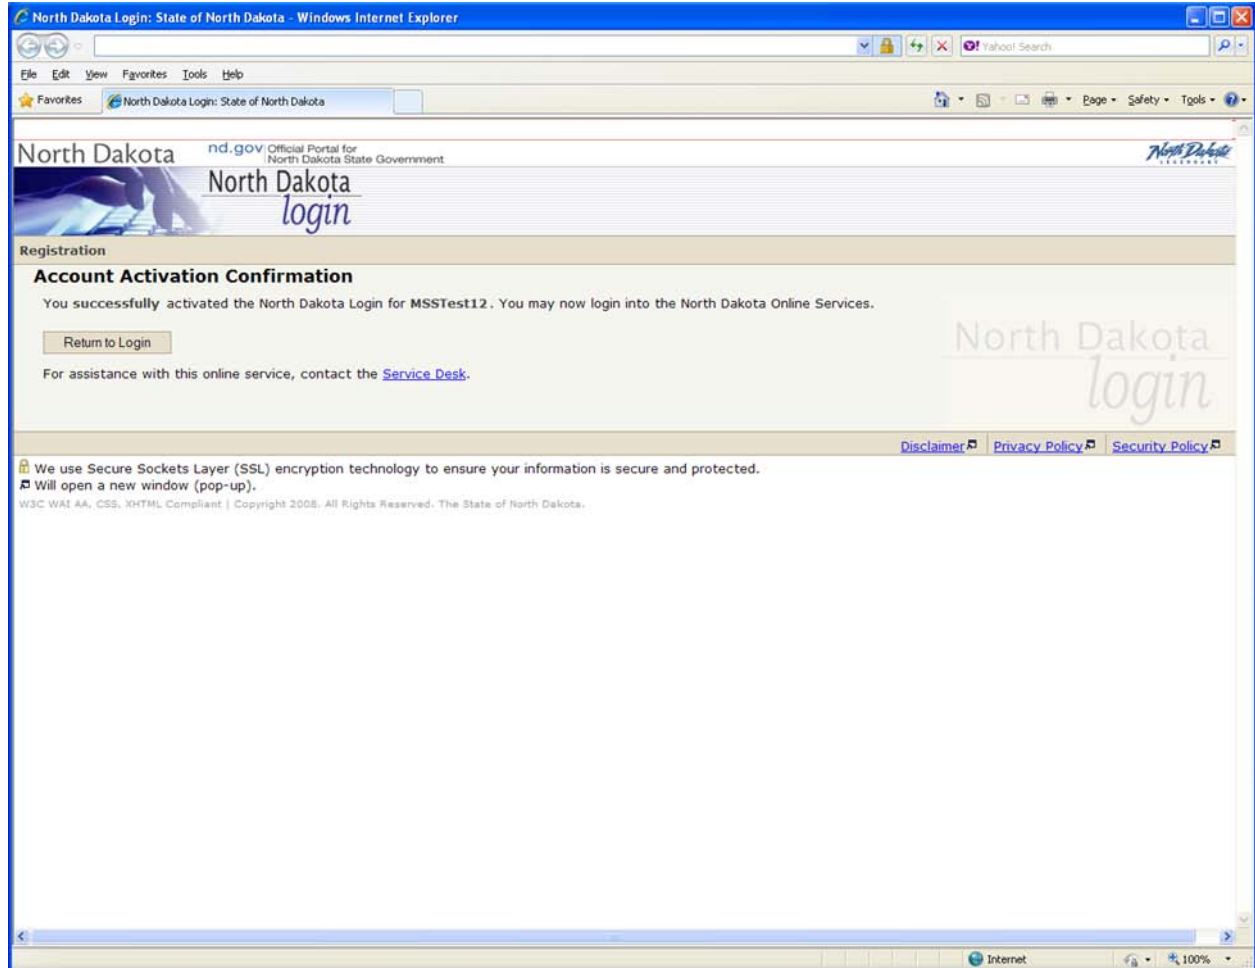 North Dakota Login: State of North Dakota - Windows Internet Explorer
Yahoo! Search
File Edit View Favorites Tools Help
Favorites North Dakota Login: State of North Dakota Page Safety Tools
North Dakota nd.gov Official Portal for North Dakota State Government
North Dakota LEGENDARY
North Dakota
login
Registration
Account Activation Confirmation
You successfully activated the North Dakota Login for MSSTest12. You may now login into the North Dakota Online Services.
Return to Login
For assistance with this online service, contact the Service Desk.
North Dakota
login
Disclaimer Privacy Policy Security Policy
We use Secure Sockets Layer (SSL) encryption technology to ensure your information is secure and protected.
Will open a new window (pop-up).
W3C WAI AA, CSS, XHTML Compliant | Copyright 2008. All Rights Reserved. The State of North Dakota.
Internet 100%